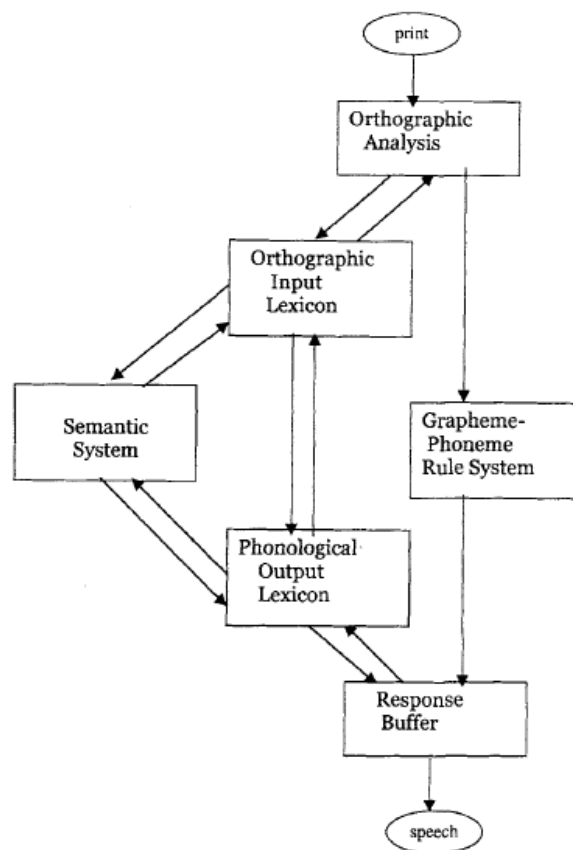 print
Orthographic
Analysis
Orthographic
Input
Lexicon
Semantic
System
Grapheme-
Phoneme
Rule System
Phonological
Output
Lexicon
Response
Buffer
speech